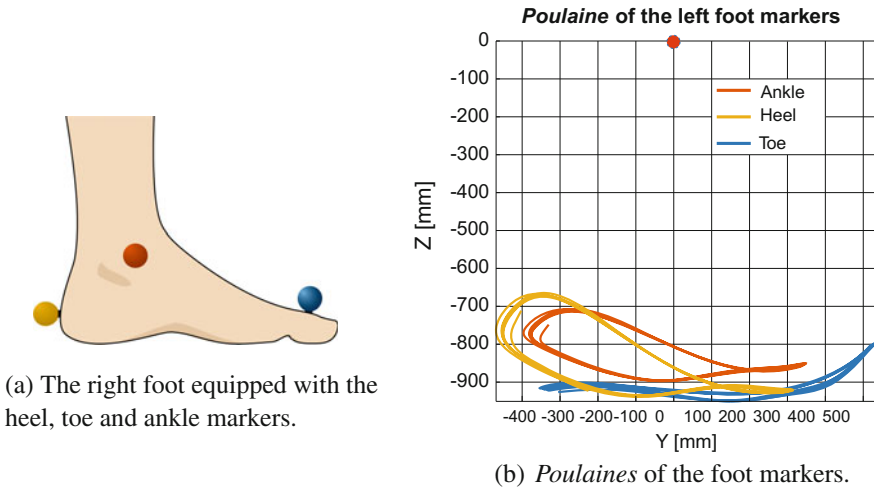 Poulaine of the left foot markers
0
-100
-200
-300
-400
-500
-600
-700
-800
-900
Z [mm]
Ankle
Heel
Toe
-400 -300 -200 -100 0 100 200 300 400 500
Y [mm]
(a) The right foot equipped with the
heel, toe and ankle markers.
(b) Poulaines of the foot markers.